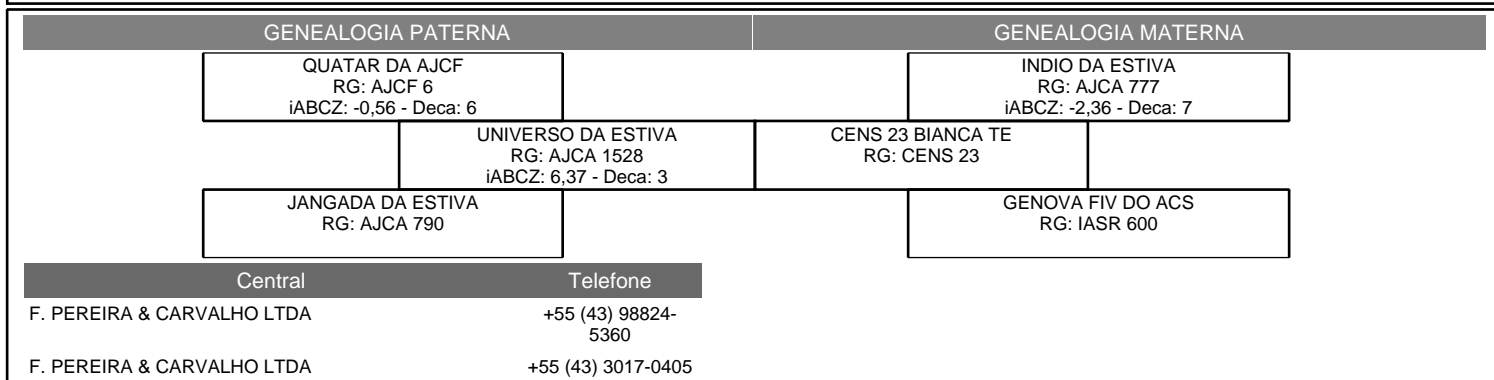 GENEALOGIA PATERNA
GENEALOGIA MATERNA
QUATAR DA AJCF
RG: AJCF 6
iABCZ: -0,56 - Deca: 6
INDIO DA ESTIVA
RG: AJCA 777
iABCZ: -2,36 - Deca: 7
UNIVERSO DA ESTIVA
RG: AJCA 1528
iABCZ: 6,37 - Deca: 3
CENS 23 BIANCA TE
RG: CENS 23
JANGADA DA ESTIVA
RG: AJCA 790
GENOVA FIV DO ACS
RG: IASR 600
Central
Telefone
F. PEREIRA & CARVALHO LTDA
+55 (43) 98824-
5360
F. PEREIRA & CARVALHO LTDA
+55 (43) 3017-0405